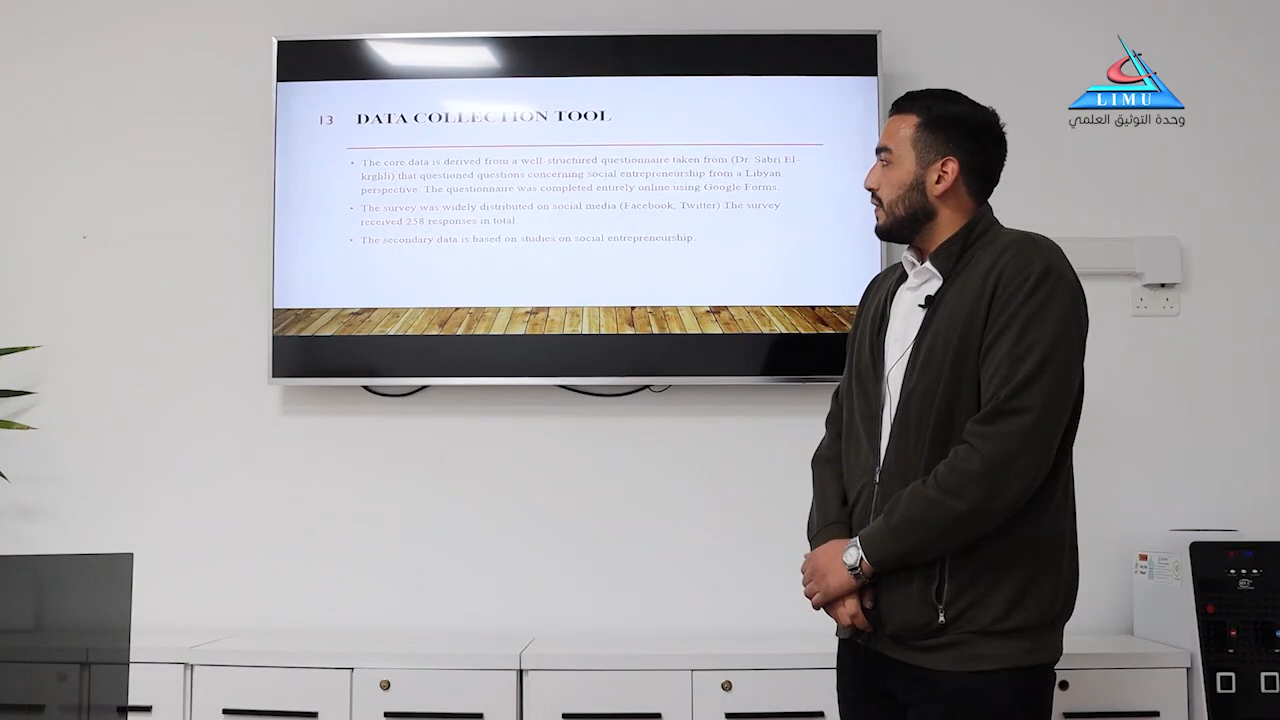 LIMU
وحدة التوثيق العلمي
13 DATA COLLECTION TOOL
• The core data is derived from a well-structured questionnaire taken from (Dr. Sabri El-
krghli) that questioned questions concerning social entrepreneurship from a Libyan
perspective. The questionnaire was completed entirely online using Google Forms.
• The survey was widely distributed on social media (Facebook, Twitter) The survey
received 258 responses in total
• The secondary data is based on studies on social entrepreneurship.